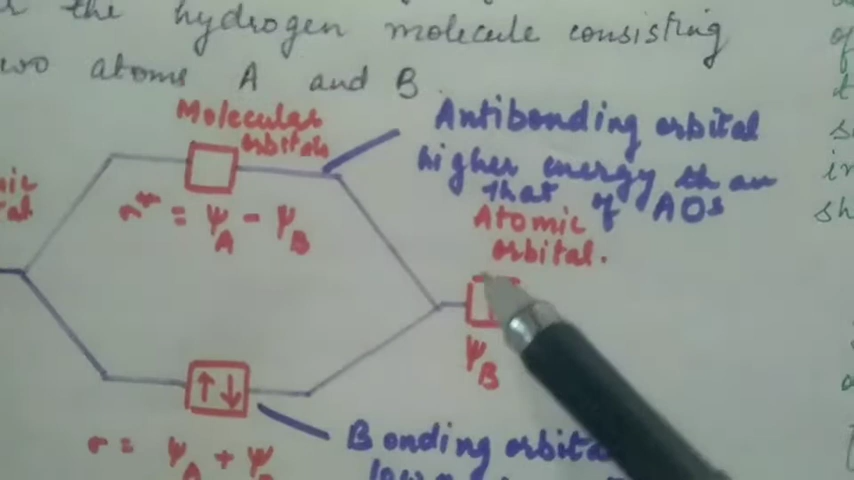 the hydrogen molecule consisting
two atoms A and B.
Molecular
orbitals
Antibonding orbital
higher energy than
that of AOs
σ* = ψA - ψB
Atomic
orbital.
ψB
↑↓
Bonding orbital
σ = ψA + ψB